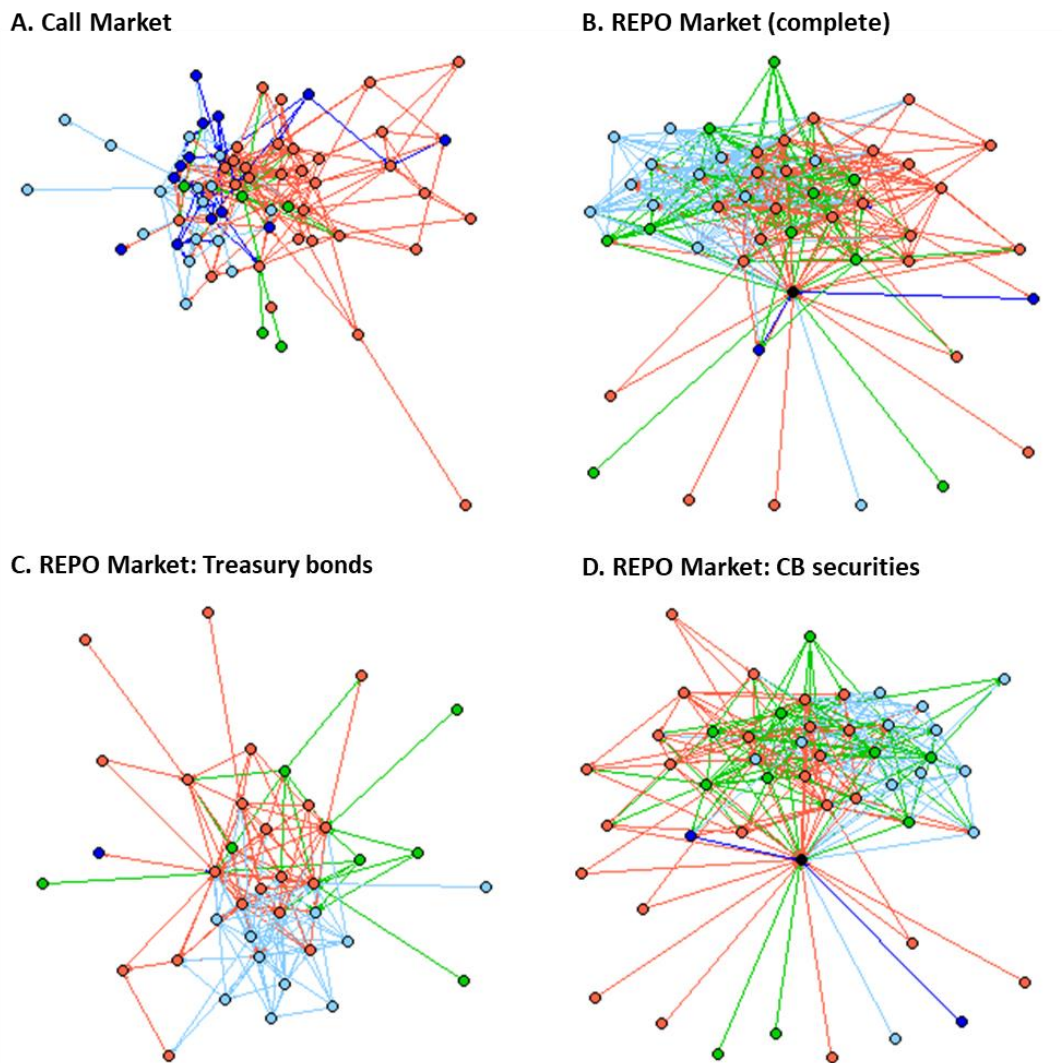 A. Call Market
B. REPO Market (complete)
C. REPO Market: Treasury bonds
D. REPO Market: CB securities